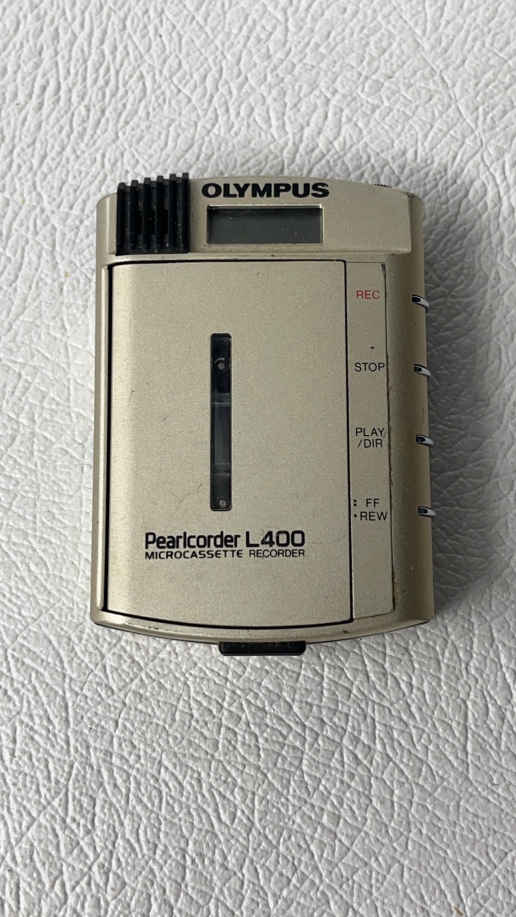 OLYMPUS
REC
STOP
PLAY
/DIR
: FF
• REW
Pearlcorder L400
MICROCASSETTE RECORDER